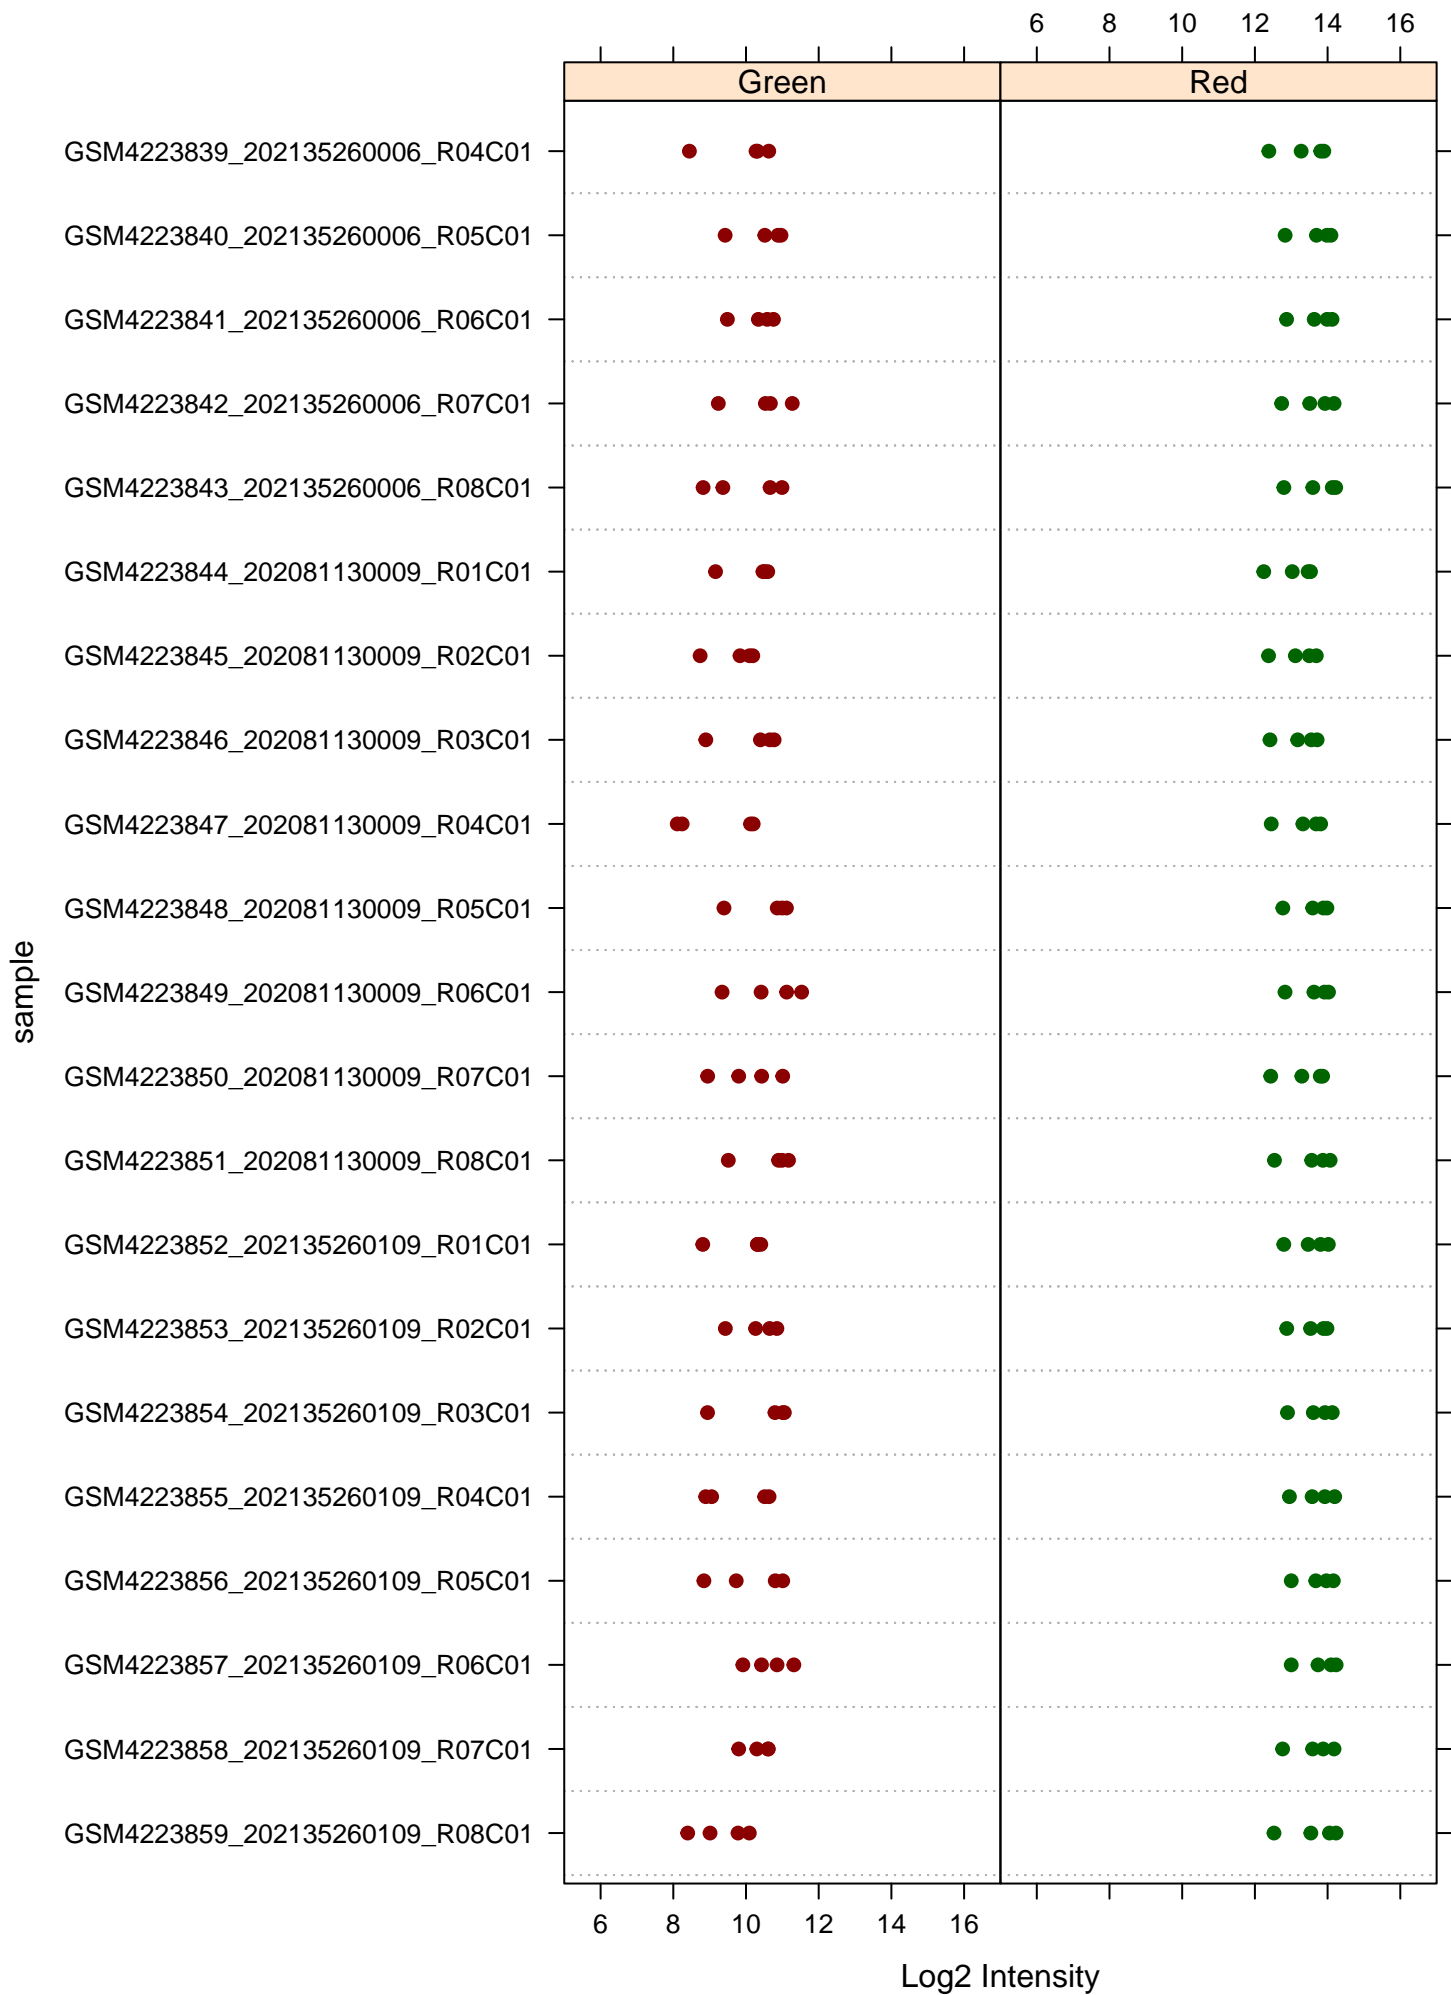 6 8 10 12 14 16
Green Red
GSM4223839_202135260006_R04C01
GSM4223840_202135260006_R05C01
GSM4223841_202135260006_R06C01
GSM4223842_202135260006_R07C01
GSM4223843_202135260006_R08C01
GSM4223844_202081130009_R01C01
GSM4223845_202081130009_R02C01
GSM4223846_202081130009_R03C01
GSM4223847_202081130009_R04C01
GSM4223848_202081130009_R05C01
sample
GSM4223849_202081130009_R06C01
GSM4223850_202081130009_R07C01
GSM4223851_202081130009_R08C01
GSM4223852_202135260109_R01C01
GSM4223853_202135260109_R02C01
GSM4223854_202135260109_R03C01
GSM4223855_202135260109_R04C01
GSM4223856_202135260109_R05C01
GSM4223857_202135260109_R06C01
GSM4223858_202135260109_R07C01
GSM4223859_202135260109_R08C01
6 8 10 12 14 16
Log2 Intensity